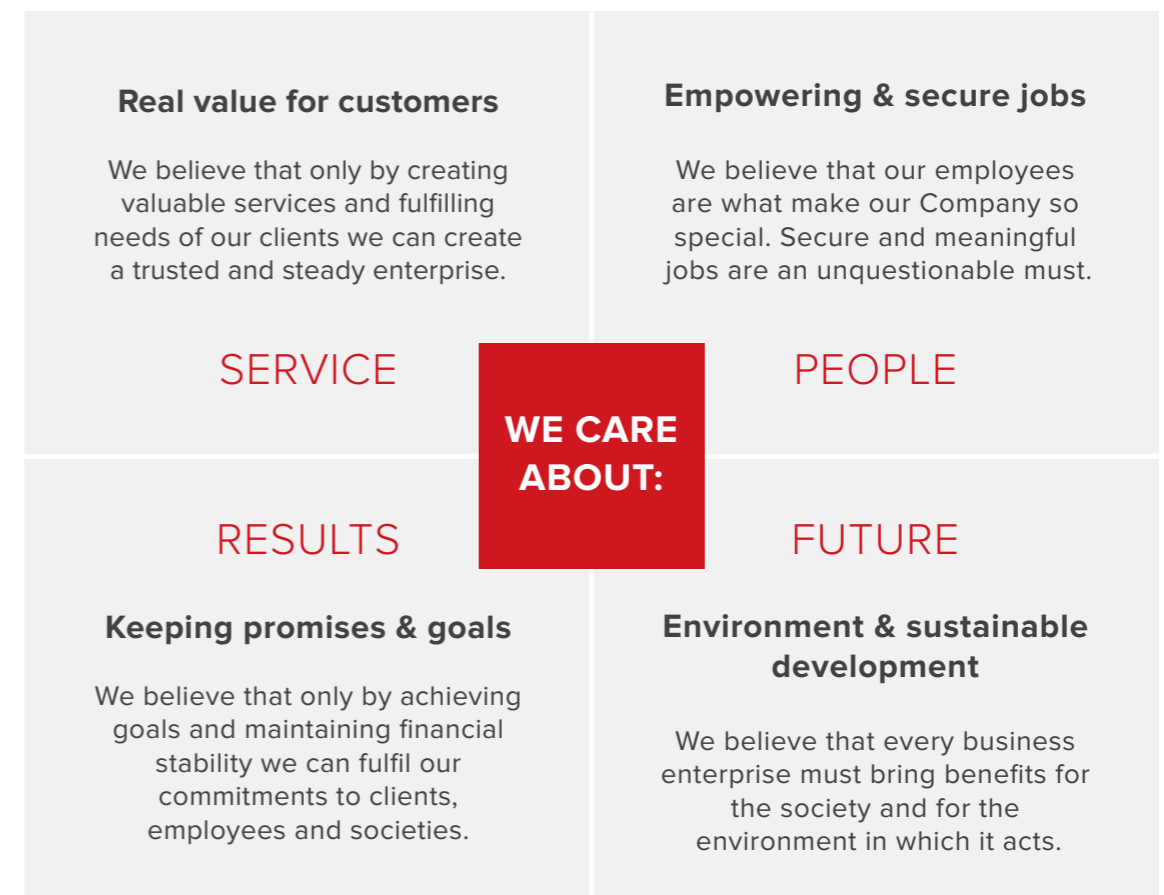 Real value for customers
We believe that only by creating
valuable services and fulfilling
needs of our clients we can create
a trusted and steady enterprise.
SERVICE
Empowering & secure jobs
We believe that our employees
are what make our Company so
special. Secure and meaningful
jobs are an unquestionable must.
PEOPLE
WE CARE
ABOUT:
RESULTS
Keeping promises & goals
We believe that only by achieving
goals and maintaining financial
stability we can fulfil our
commitments to clients,
employees and societies.
FUTURE
Environment & sustainable
development
We believe that every business
enterprise must bring benefits for
the society and for the
environment in which it acts.